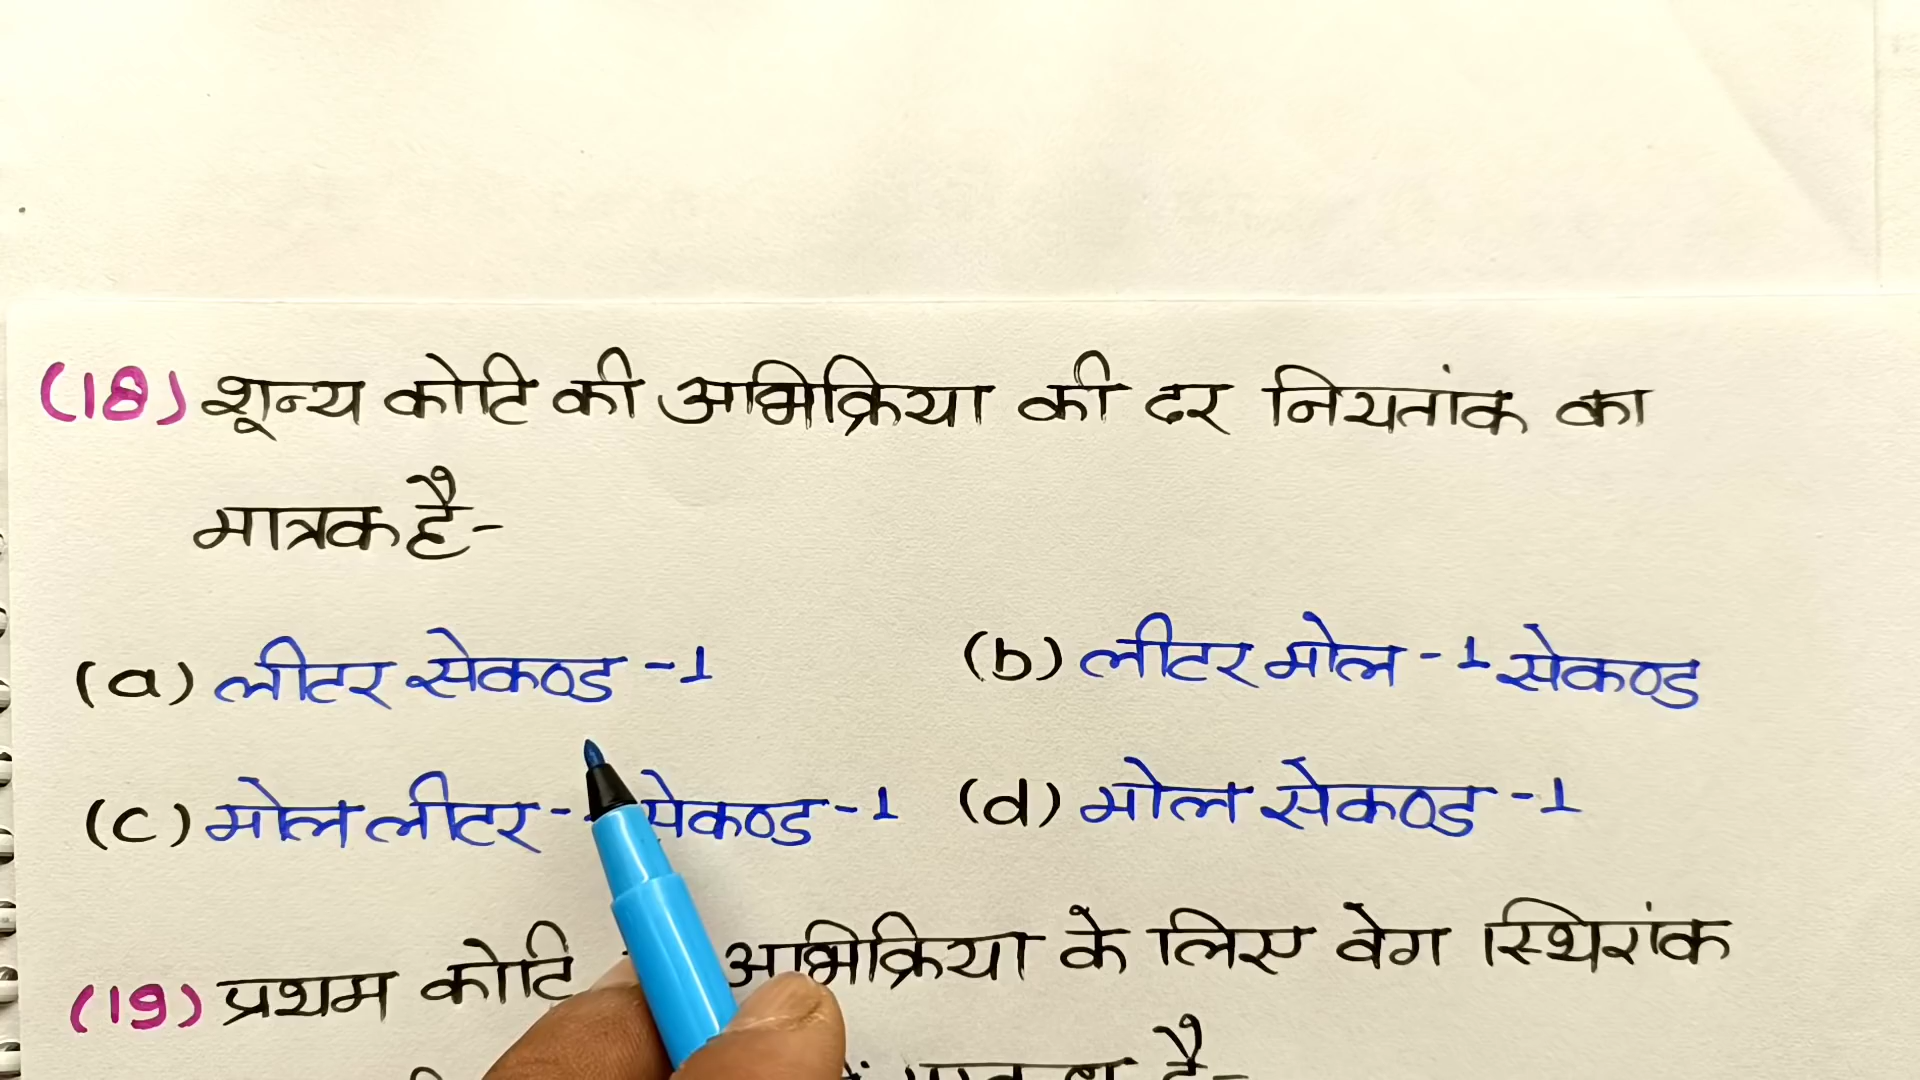 (18) शून्य कोटि की अभिक्रिया की दर नियतांक का
मात्रक है-
(a) लीटर सेकण्ड -1
(b) लीटर मोल -1 सेकण्ड
(c) मोल लीटर- सेकण्ड -1
(d) मोल सेकण्ड -1
(19) प्रथम कोटि अभिक्रिया के लिए वेग स्थिरांक
है-